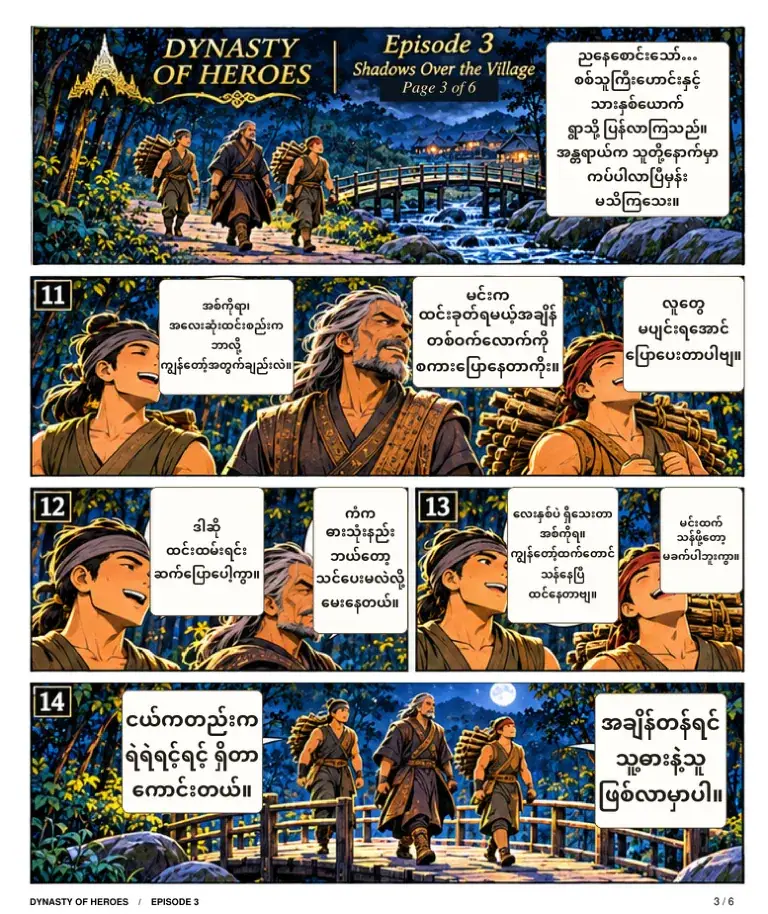 DYNASTY
OF HEROES
Episode 3
Shadows Over the Village
Page 3 of 6
ညနေစောင်းသော်...
စစ်သူကြီးဟောင်းနှင့်
သားနှစ်ယောက်
ရွာသို့ ပြန်လာကြသည်။
အန္တရာယ်က သူတို့နောက်မှာ
ကပ်ပါလာပြီမှန်း
မသိကြသေး။
11
အစ်ကိုရာ၊
အလေးဆုံးထင်းစည်းက
ဘာလို့
ကျွန်တော့်အတွက်ချည်းလဲ။
မင်းက
ထင်းခုတ်ရမယ့်အချိန်
တစ်ဝက်လောက်ကို
စကားပြောနေတာကိုး။
လူတွေ
မပျင်းရအောင်
ပြောပေးတာပါဗျ။
12
ဒါဆို
ထင်းထမ်းရင်း
ဆက်ပြောပေါ့ကွာ။
ကံက
ဓားသုံးနည်း
ဘယ်တော့
သင်ပေးမလဲလို့
မေးနေတယ်။
13
လေးနှစ်ပဲ ရှိသေးတာ
အစ်ကိုရ။
ကျွန်တော့်ထက်တောင်
သန်နေပြီ
ထင်နေတာဗျ။
မင်းထက်
သန်ဖို့တော့
မခက်ပါဘူးကွာ။
14
ငယ်ကတည်းက
ရဲရဲရင့်ရင့် ရှိတာ
ကောင်းတယ်။
အချိန်တန်ရင်
သူ့ဓားနဲ့သူ
ဖြစ်လာမှာပါ။
DYNASTY OF HEROES / EPISODE 3
3 / 6